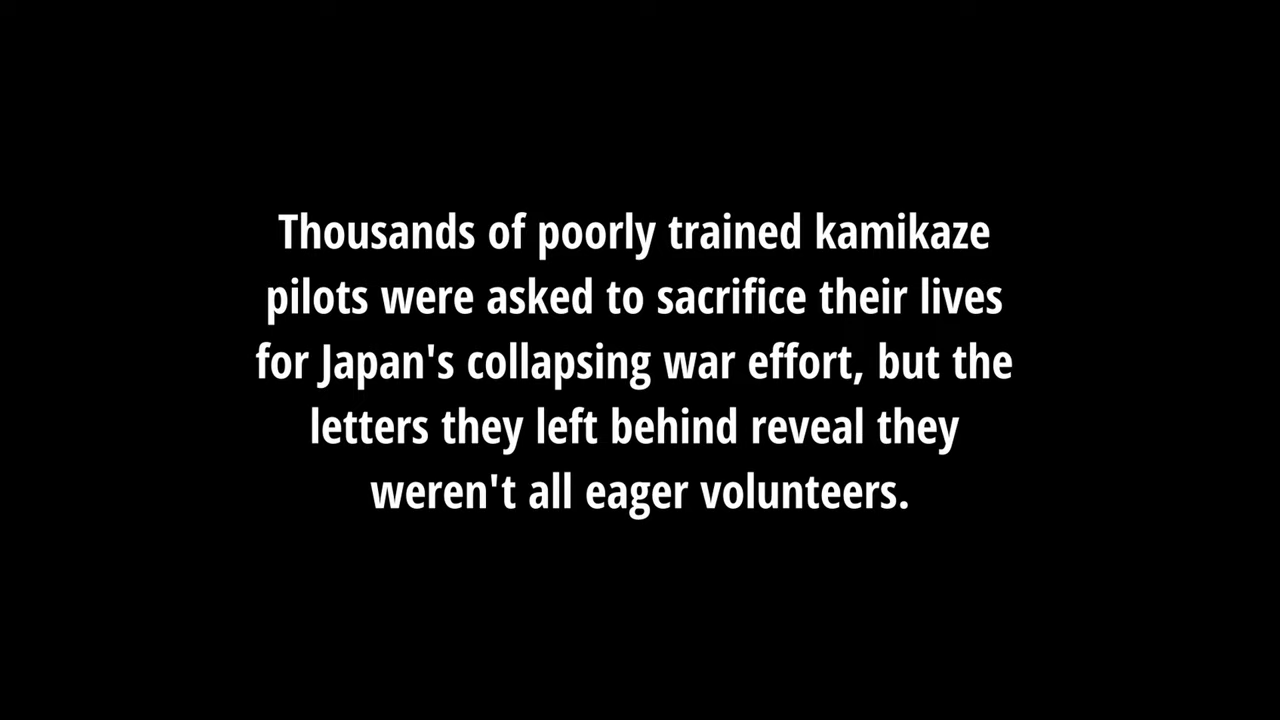 Thousands of poorly trained kamikaze
pilots were asked to sacrifice their lives
for Japan's collapsing war effort, but the
letters they left behind reveal they
weren't all eager volunteers.